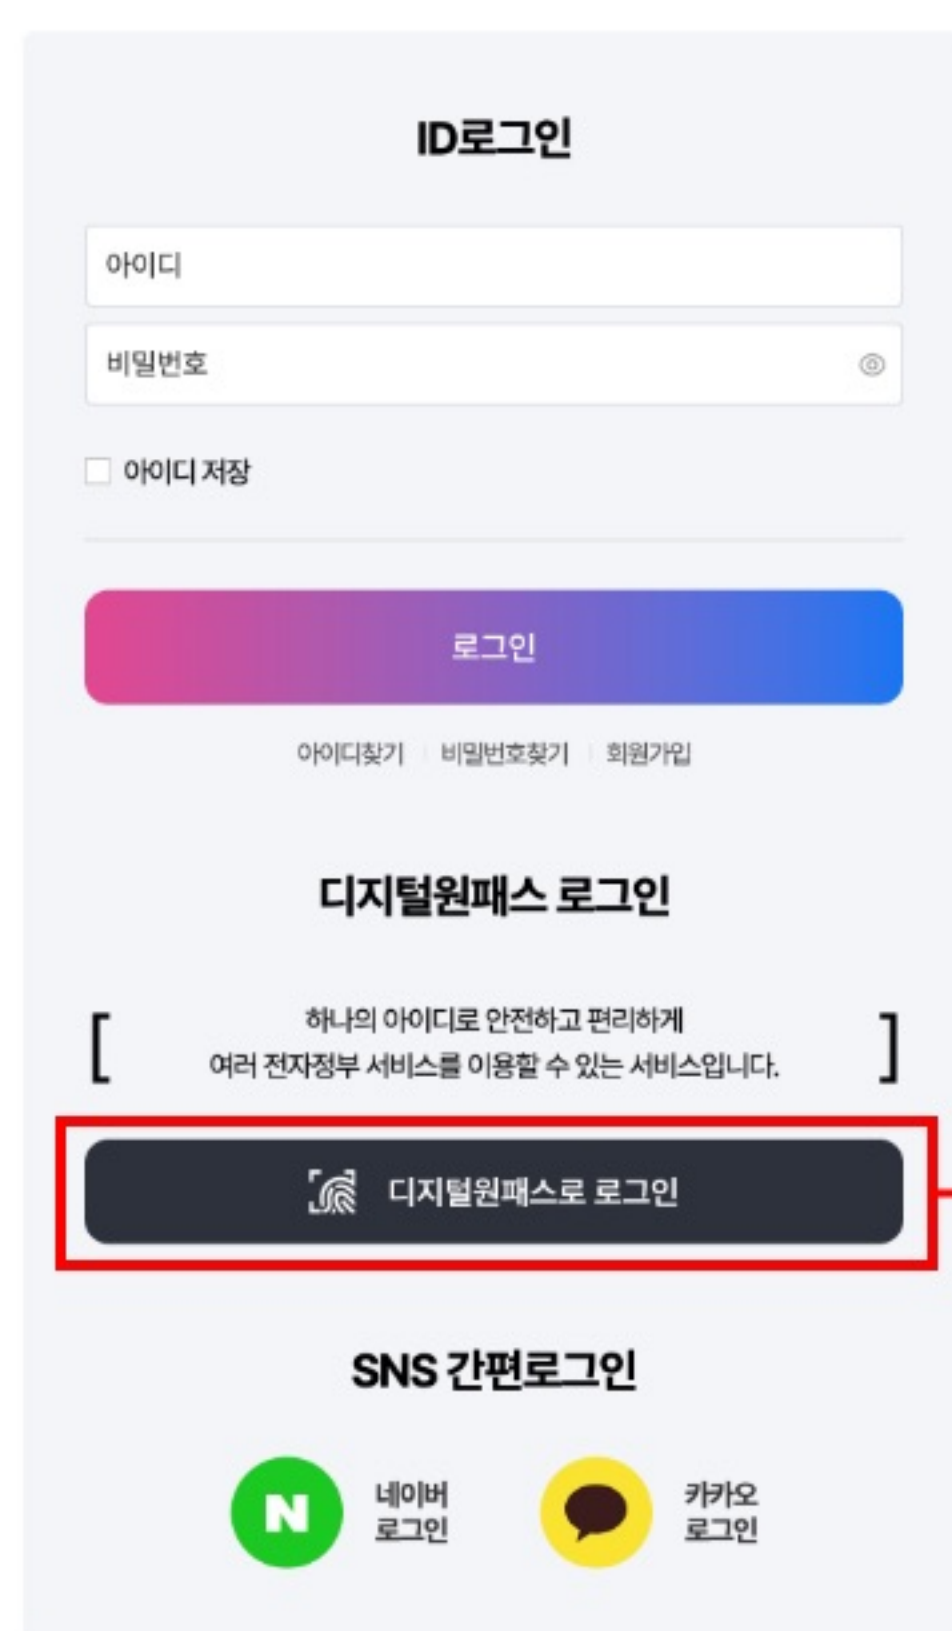 ID로그인
아이디
비밀번호
아이디 저장
로그인
아이디찾기 비밀번호찾기 회원가입
디지털원패스 로그인
[ 하나의 아이디로 안전하고 편리하게
여러 전자정부 서비스를 이용할 수 있는 서비스입니다. ]
디지털원패스로 로그인
SNS 간편로그인
N 네이버
로그인
카카오
로그인